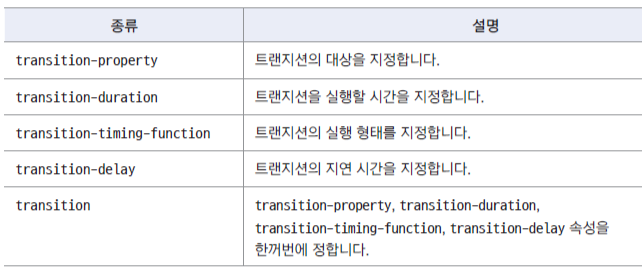 종류 설명
transition-property 트랜지션의 대상을 지정합니다.
transition-duration 트랜지션을 실행할 시간을 지정합니다.
transition-timing-function 트랜지션의 실행 형태를 지정합니다.
transition-delay 트랜지션의 지연 시간을 지정합니다.
transition transition-property, transition-duration,
transition-timing-function, transition-delay 속성을
한꺼번에 정합니다.